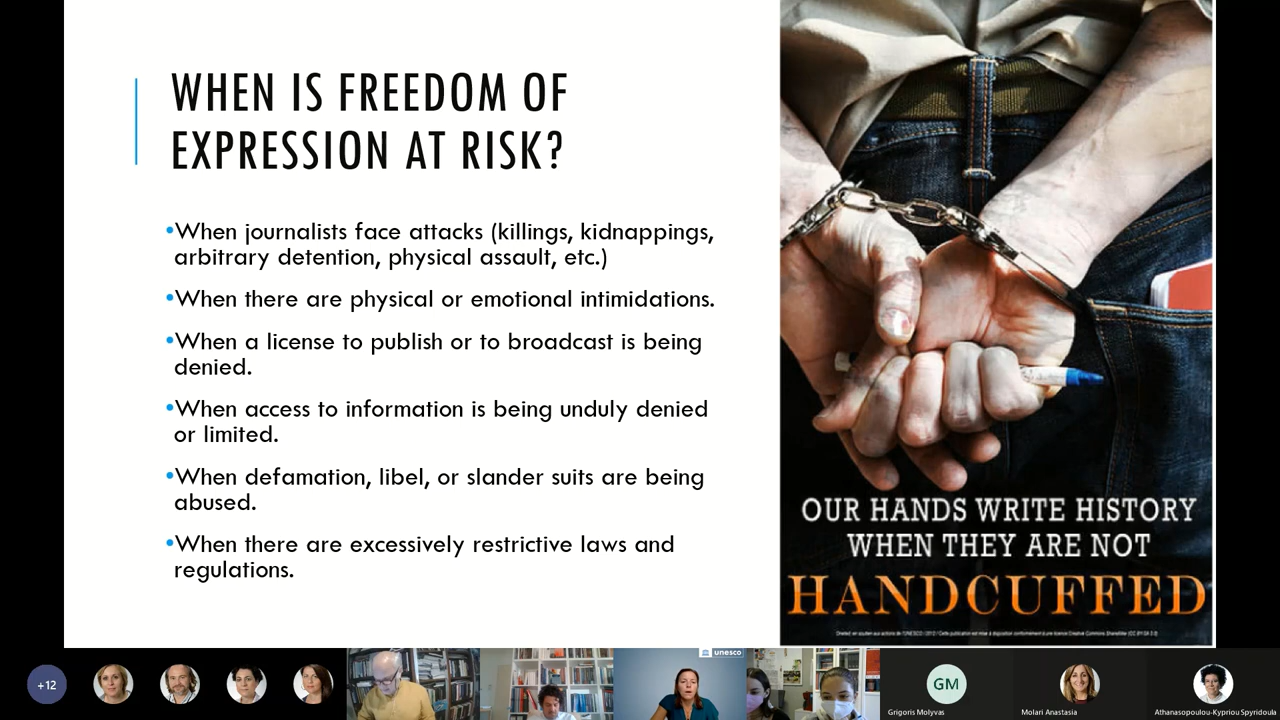 WHEN IS FREEDOM OF
EXPRESSION AT RISK?
•When journalists face attacks (killings, kidnappings,
arbitrary detention, physical assault, etc.)
•When there are physical or emotional intimidations.
•When a license to publish or to broadcast is being
denied.
•When access to information is being unduly denied
or limited.
•When defamation, libel, or slander suits are being
abused.
•When there are excessively restrictive laws and
regulations.
OUR HANDS WRITE HISTORY
WHEN THEY ARE NOT
HANDCUFFED
unesco
+12
GM
Grigoris Molyvas
Molari Anastasia
Athanasopoulou-Kypriou Spyridoula